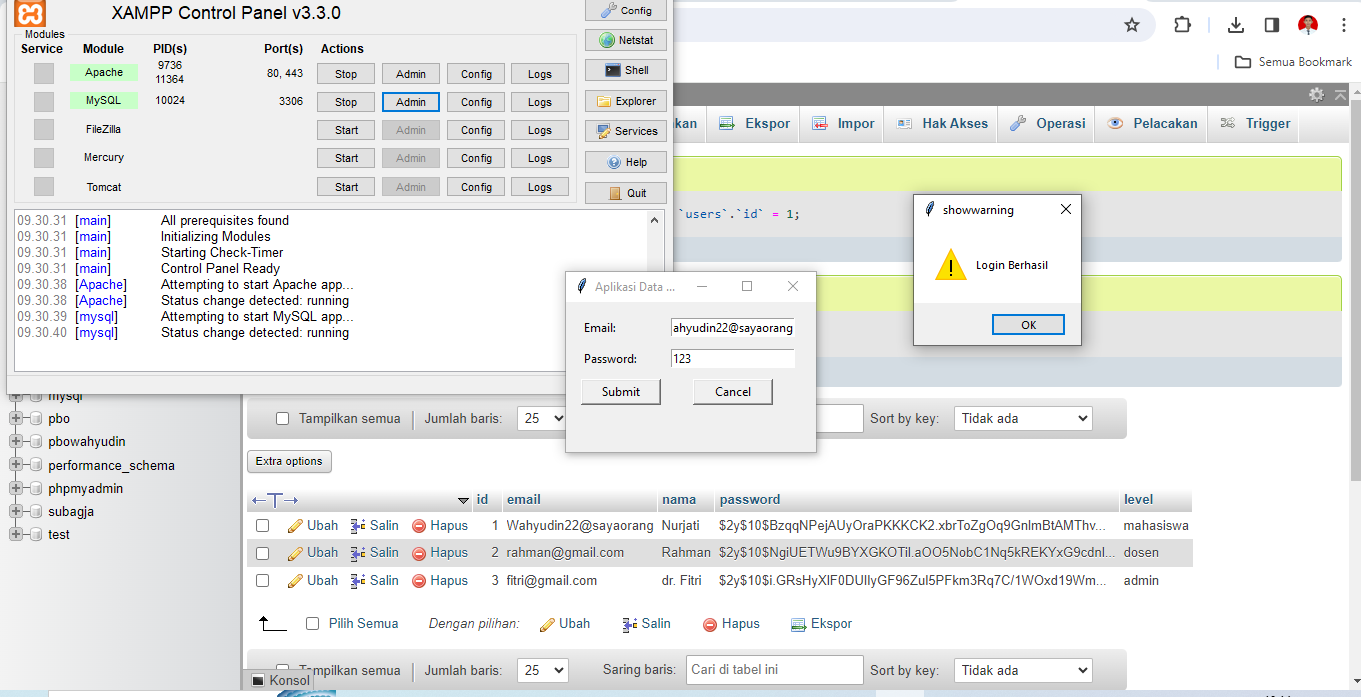 XAMPP Control Panel v3.3.0
Config
Modules
Service Module PID(s) Port(s) Actions
Netstat
Apache 9736 11364 80, 443 Stop Admin Config Logs
Shell
MySQL 10024 3306 Stop Admin Config Logs
Explorer
FileZilla Start Admin Config Logs
Services
Mercury Start Admin Config Logs
Help
Tomcat Start Admin Config Logs
Quit
09.30.31 [main] All prerequisites found
09.30.31 [main] Initializing Modules
09.30.31 [main] Starting Check-Timer
09.30.31 [main] Control Panel Ready
09.30.38 [Apache] Attempting to start Apache app...
09.30.38 [Apache] Status change detected: running
09.30.39 [mysql] Attempting to start MySQL app...
09.30.40 [mysql] Status change detected: running
Semua Bookmark
kan Ekspor Impor Hak Akses Operasi Pelacakan Trigger
`users`.`id` = 1;
showwarning
Login Berhasil
OK
Aplikasi Data ...
Email: ahyudin22@sayaorang
Password: 123
Submit Cancel
mysql
pbo
pbowahyudin
performance_schema
phpmyadmin
subagja
test
Tampilkan semua Jumlah baris: 25 Sort by key: Tidak ada
Extra options
←T→ id email nama password level
Ubah Salin Hapus 1 Wahyudin22@sayaorang Nurjati $2y$10$BzqqNPejAUyOraPKKKCK2.xbrToZgOq9GnlmBtAMThv... mahasiswa
Ubah Salin Hapus 2 rahman@gmail.com Rahman $2y$10$NgiUETWu9BYXGKOTiI.aOO5NobC1Nq5kREKYxG9cdnl... dosen
Ubah Salin Hapus 3 fitri@gmail.com dr. Fitri $2y$10$i.GRsHyXIF0DUIlyGF96Zul5PFkm3Rq7C/1WOxd19Wm... admin
Pilih Semua Dengan pilihan: Ubah Salin Hapus Ekspor
Tampilkan semua Jumlah baris: 25 Saring baris: Cari di tabel ini Sort by key: Tidak ada
Konsol